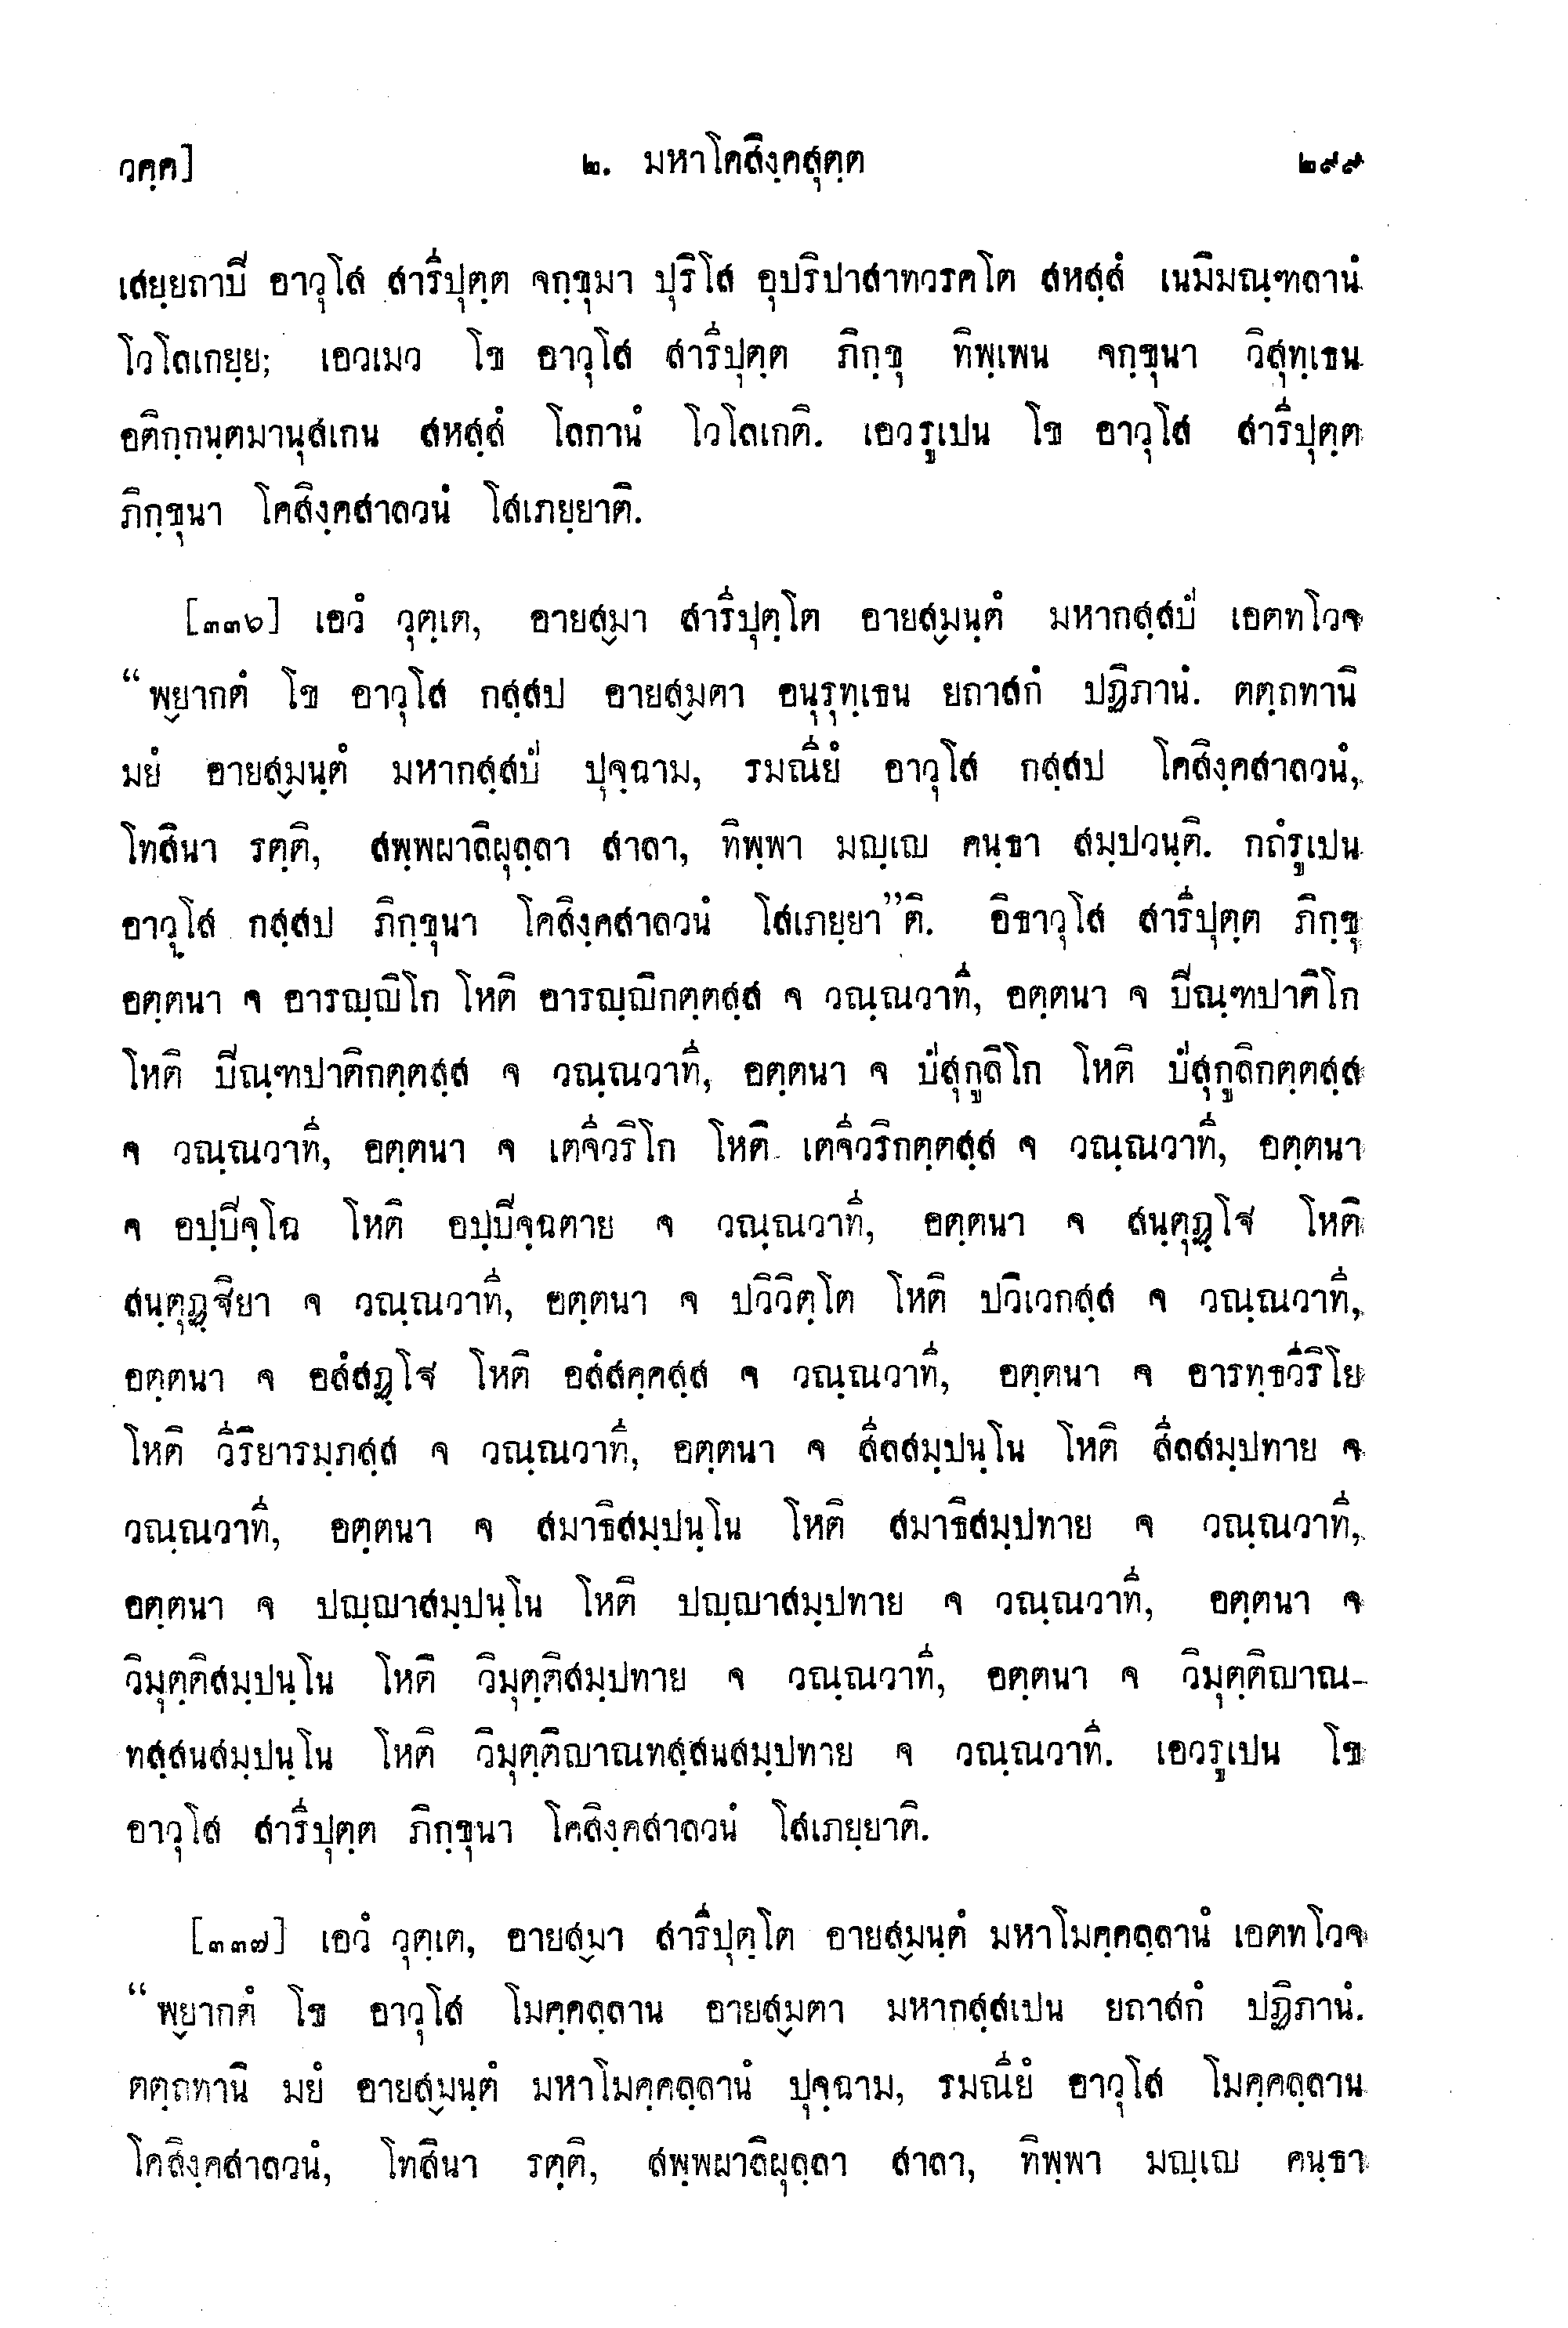 วคฺค]
๒. มหาโคสิงฺคสุตฺต
๒๙๙
เสยฺยถาปิ อาวุโส สารีปุตฺต จกฺขุมา ปุริโส อุปริปาสาทวรคโต สหสฺสํ เนมิมณฺฑลานํ
โวโลเกยฺย; เอวเมว โข อาวุโส สารีปุตฺต ภิกฺขุ ทิพฺเพน จกฺขุนา วิสุทฺเธน
อติกฺกนฺตมานุสเกน สหสฺสํ โลกานํ โวโลเกติ. เอวรูเปน โข อาวุโส สารีปุตฺต
ภิกฺขุนา โคสิงฺคสาลวนํ โสเภยฺยาติ.
[๓๓๖] เอวํ วุตฺเต, อายสฺมา สารีปุตฺโต อายสฺมนฺตํ มหากสฺสปํ เอตทโวจ
“พฺยากตํ โข อาวุโส กสฺสป อายสฺมตา อนุรุทฺเธน ยถาสกํ ปฏิภานํ. ตตฺถทานิ
มยํ อายสฺมนฺตํ มหากสฺสปํ ปุจฺฉาม, รมณียํ อาวุโส กสฺสป โคสิงฺคสาลวนํ,
โทสินา รตฺติ, สพฺพผาลิผุลฺลา สาลา, ทิพฺพา มญฺเญ คนฺธา สมฺปวนฺติ. กถํรูเปน
อาวุโส กสฺสป ภิกฺขุนา โคสิงฺคสาลวนํ โสเภยฺยา”ติ. อิธาวุโส สารีปุตฺต ภิกฺขุ
อตฺตนา จ อารญฺญิโก โหติ อารญฺญิกตฺตสฺส จ วณฺณวาที, อตฺตนา จ ปิณฺฑปาติโก
โหติ ปิณฺฑปาติกตฺตสฺส จ วณฺณวาที, อตฺตนา จ ปํสุกูลิโก โหติ ปํสุกูลิกตฺตสฺส
จ วณฺณวาที, อตฺตนา จ เตจีวริโก โหติ เตจีวริกตฺตสฺส จ วณฺณวาที, อตฺตนา
จ อปฺปิจฺโฉ โหติ อปฺปิจฺฉตาย จ วณฺณวาที, อตฺตนา จ สนฺตุฏฺโฐ โหติ
สนฺตุฏฺฐิยา จ วณฺณวาที, อตฺตนา จ ปวิวิตฺโต โหติ ปวิเวกสฺส จ วณฺณวาที,
อตฺตนา จ อสํสฏฺโฐ โหติ อสํสคฺคสฺส จ วณฺณวาที, อตฺตนา จ อารทฺธวีริโย
โหติ วีริยารมฺภสฺส จ วณฺณวาที, อตฺตนา จ สีลสมฺปนฺโน โหติ สีลสมฺปทาย จ
วณฺณวาที, อตฺตนา จ สมาธิสมฺปนฺโน โหติ สมาธิสมฺปทาย จ วณฺณวาที,
อตฺตนา จ ปญฺญาสมฺปนฺโน โหติ ปญฺญาสมฺปทาย จ วณฺณวาที, อตฺตนา จ
วิมุตฺติสมฺปนฺโน โหติ วิมุตฺติสมฺปทาย จ วณฺณวาที, อตฺตนา จ วิมุตฺติญาณ-
ทสฺสนสมฺปนฺโน โหติ วิมุตฺติญาณทสฺสนสมฺปทาย จ วณฺณวาที. เอวรูเปน โข
อาวุโส สารีปุตฺต ภิกฺขุนา โคสิงฺคสาลวนํ โสเภยฺยาติ.
[๓๓๗] เอวํ วุตฺเต, อายสฺมา สารีปุตฺโต อายสฺมนฺตํ มหาโมคฺคลฺลานํ เอตทโวจ
“พฺยากตํ โข อาวุโส โมคฺคลฺลาน อายสฺมตา มหากสฺสเปน ยถาสกํ ปฏิภานํ.
ตตฺถทานิ มยํ อายสฺมนฺตํ มหาโมคฺคลฺลานํ ปุจฺฉาม, รมณียํ อาวุโส โมคฺคลฺลาน
โคสิงฺคสาลวนํ, โทสินา รตฺติ, สพฺพผาลิผุลฺลา สาลา, ทิพฺพา มญฺเญ คนฺธา